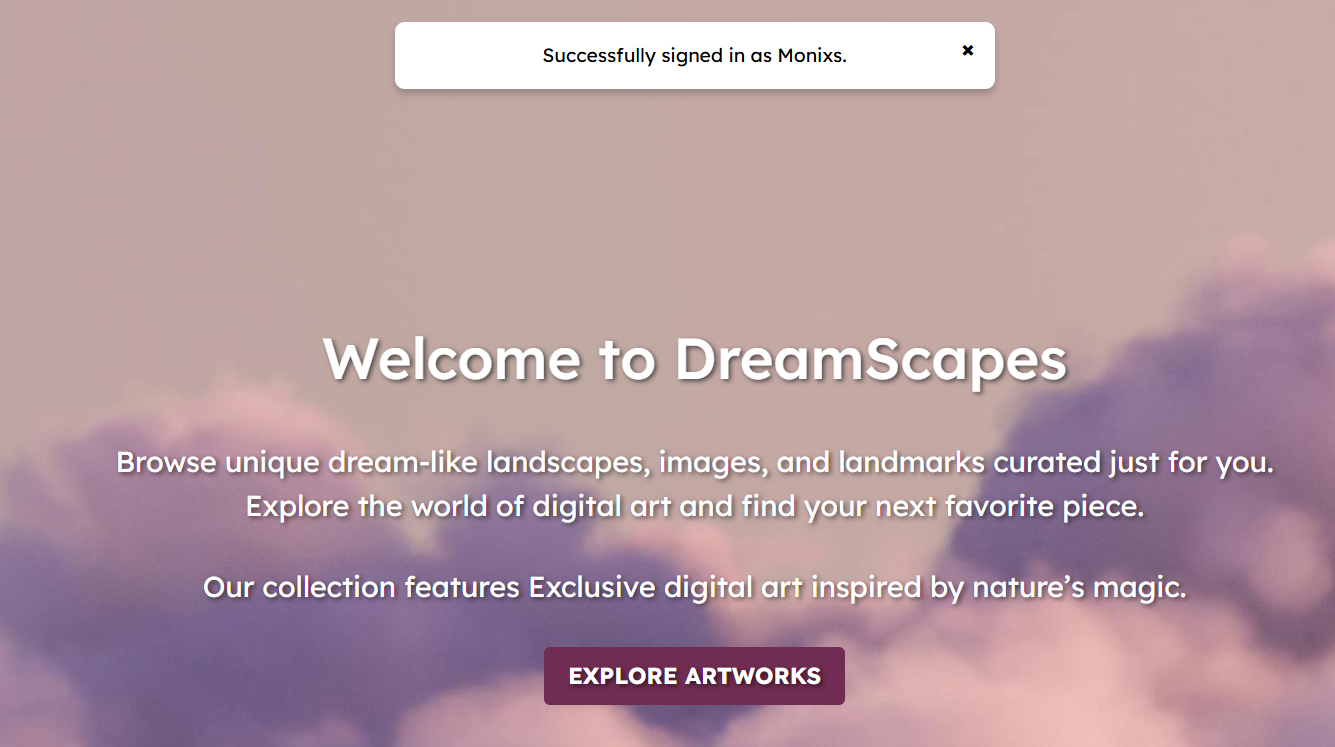 Successfully signed in as Monixs.
×
Welcome to DreamScapes
Browse unique dream-like landscapes, images, and landmarks curated just for you.
Explore the world of digital art and find your next favorite piece.
Our collection features Exclusive digital art inspired by nature’s magic.
EXPLORE ARTWORKS